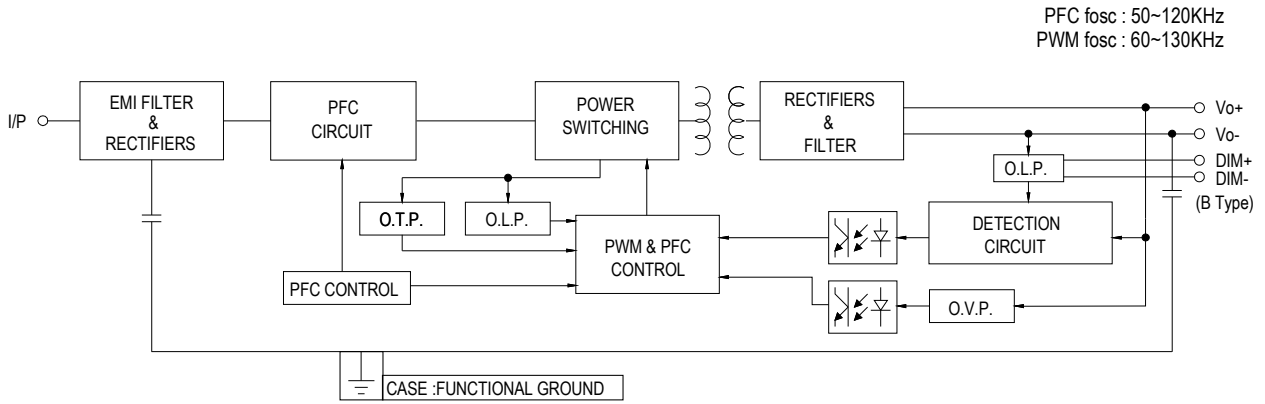 PFC fosc : 50~120KHz
PWM fosc : 60~130KHz
I/P
EMI FILTER
&
RECTIFIERS
PFC
CIRCUIT
POWER
SWITCHING
RECTIFIERS
&
FILTER
Vo+
Vo-
DIM+
DIM-
(B Type)
O.L.P.
O.T.P.
O.L.P.
PWM & PFC
CONTROL
DETECTION
CIRCUIT
PFC CONTROL
O.V.P.
CASE :FUNCTIONAL GROUND